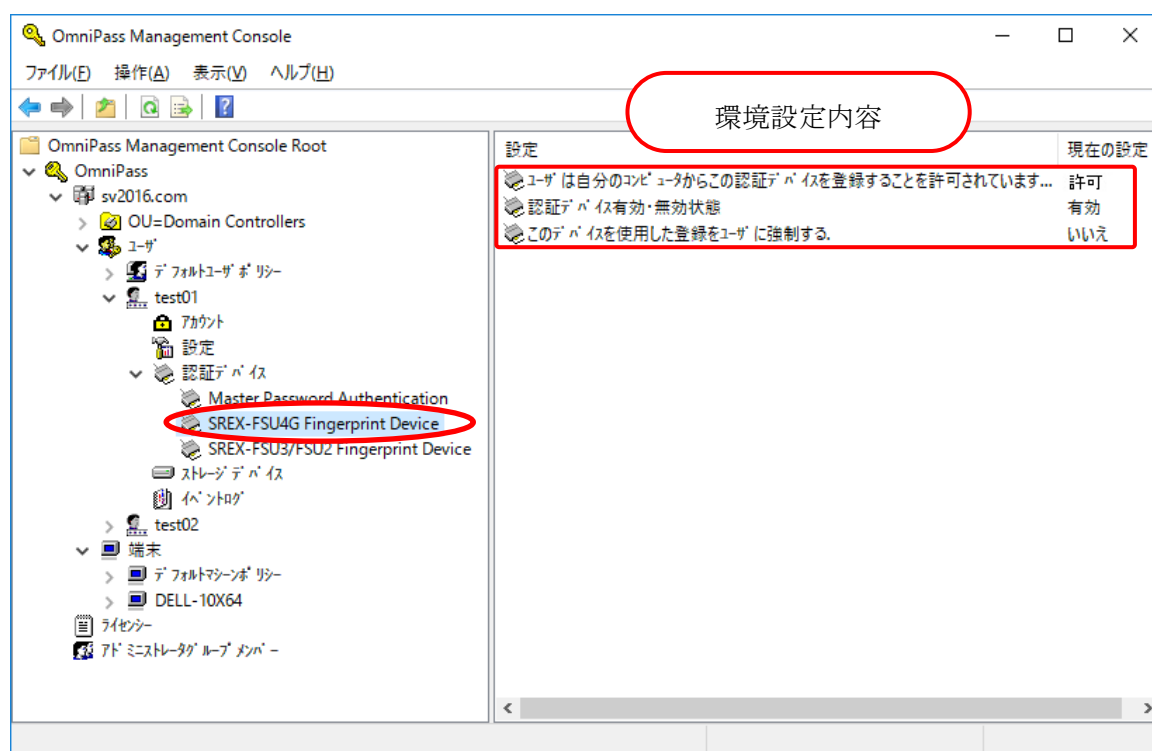 OmniPass Management Console
ファイル(F) 操作(A) 表示(V) ヘルプ(H)
環境設定内容
OmniPass Management Console Root
OmniPass
sv2016.com
OU=Domain Controllers
ﾕｰｻﾞ
ﾃﾞﾌｫﾙﾄﾕｰｻﾞﾎﾟﾘｼｰ
test01
ｱｶｳﾝﾄ
設定
認証ﾃﾞﾊﾞｲｽ
Master Password Authentication
SREX-FSU4G Fingerprint Device
SREX-FSU3/FSU2 Fingerprint Device
ｽﾄﾚｰｼﾞﾃﾞﾊﾞｲｽ
ｲﾍﾞﾝﾄﾛｸﾞ
test02
端末
ﾃﾞﾌｫﾙﾄﾏｼｰﾝﾎﾟﾘｼｰ
DELL-10X64
ﾗｲｾﾝｼｰ
ｱﾄﾞﾐﾆｽﾄﾚｰﾀｸﾞﾙｰﾌﾟﾒﾝﾊﾞｰ
設定 現在の設定
ﾕｰｻﾞは自分のｺﾝﾋﾟｭｰﾀからこの認証ﾃﾞﾊﾞｲｽを登録することを許可されています... 許可
認証ﾃﾞﾊﾞｲｽ有効・無効状態 有効
このﾃﾞﾊﾞｲｽを使用した登録をﾕｰｻﾞに強制する. いいえ